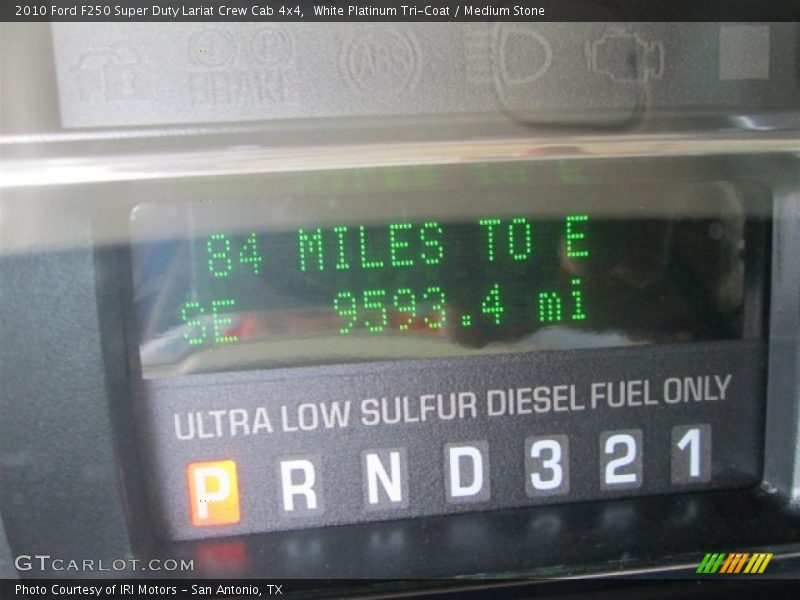 2010 Ford F250 Super Duty Lariat Crew Cab 4x4,  White Platinum Tri-Coat / Medium Stone
BRAKE ABS
84 MILES TO E
SE 9593.4 mi
ULTRA LOW SULFUR DIESEL FUEL ONLY
P R N D 3 2 1
GTCARLOT.COM
Photo Courtesy of IRI Motors – San Antonio, TX